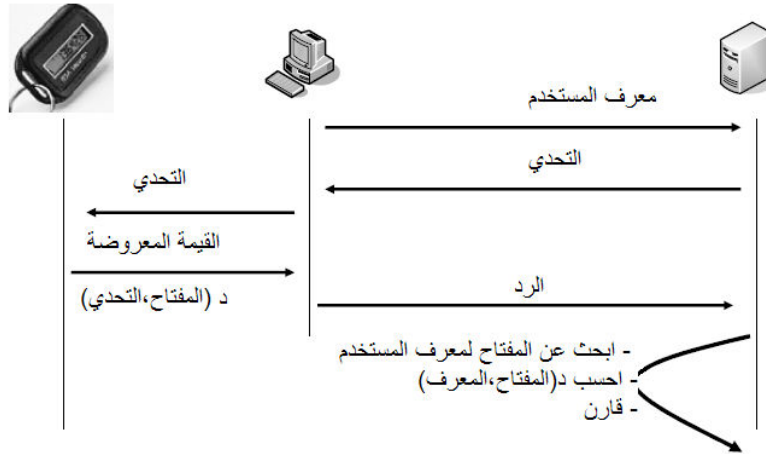 معرف المستخدم
التحدي
التحدي
القيمة المعروضة
د (المفتاح،التحدي)
الرد
- ابحث عن المفتاح لمعرف المستخدم
- احسب د(المفتاح،المعرف)
- قارن